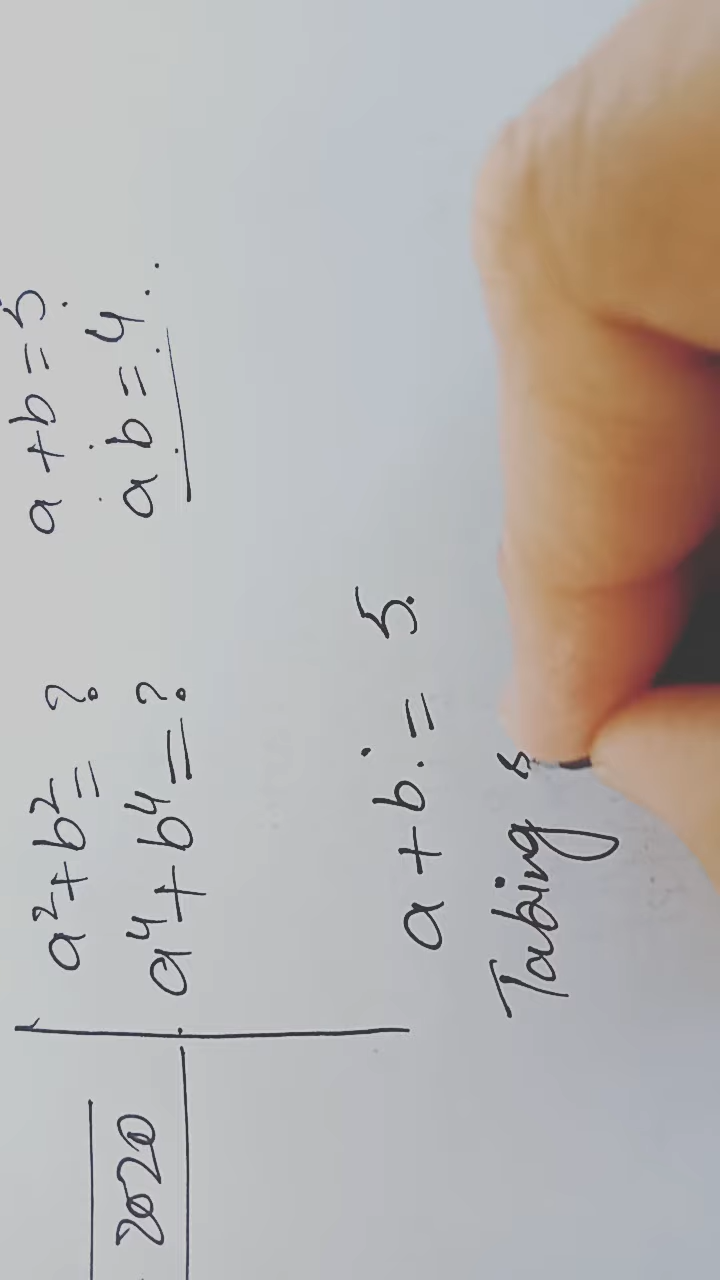 a² + b² = ? a + b = 5
a⁴ + b⁴ = ? ab = 4
2020
a + b = 5
Taking